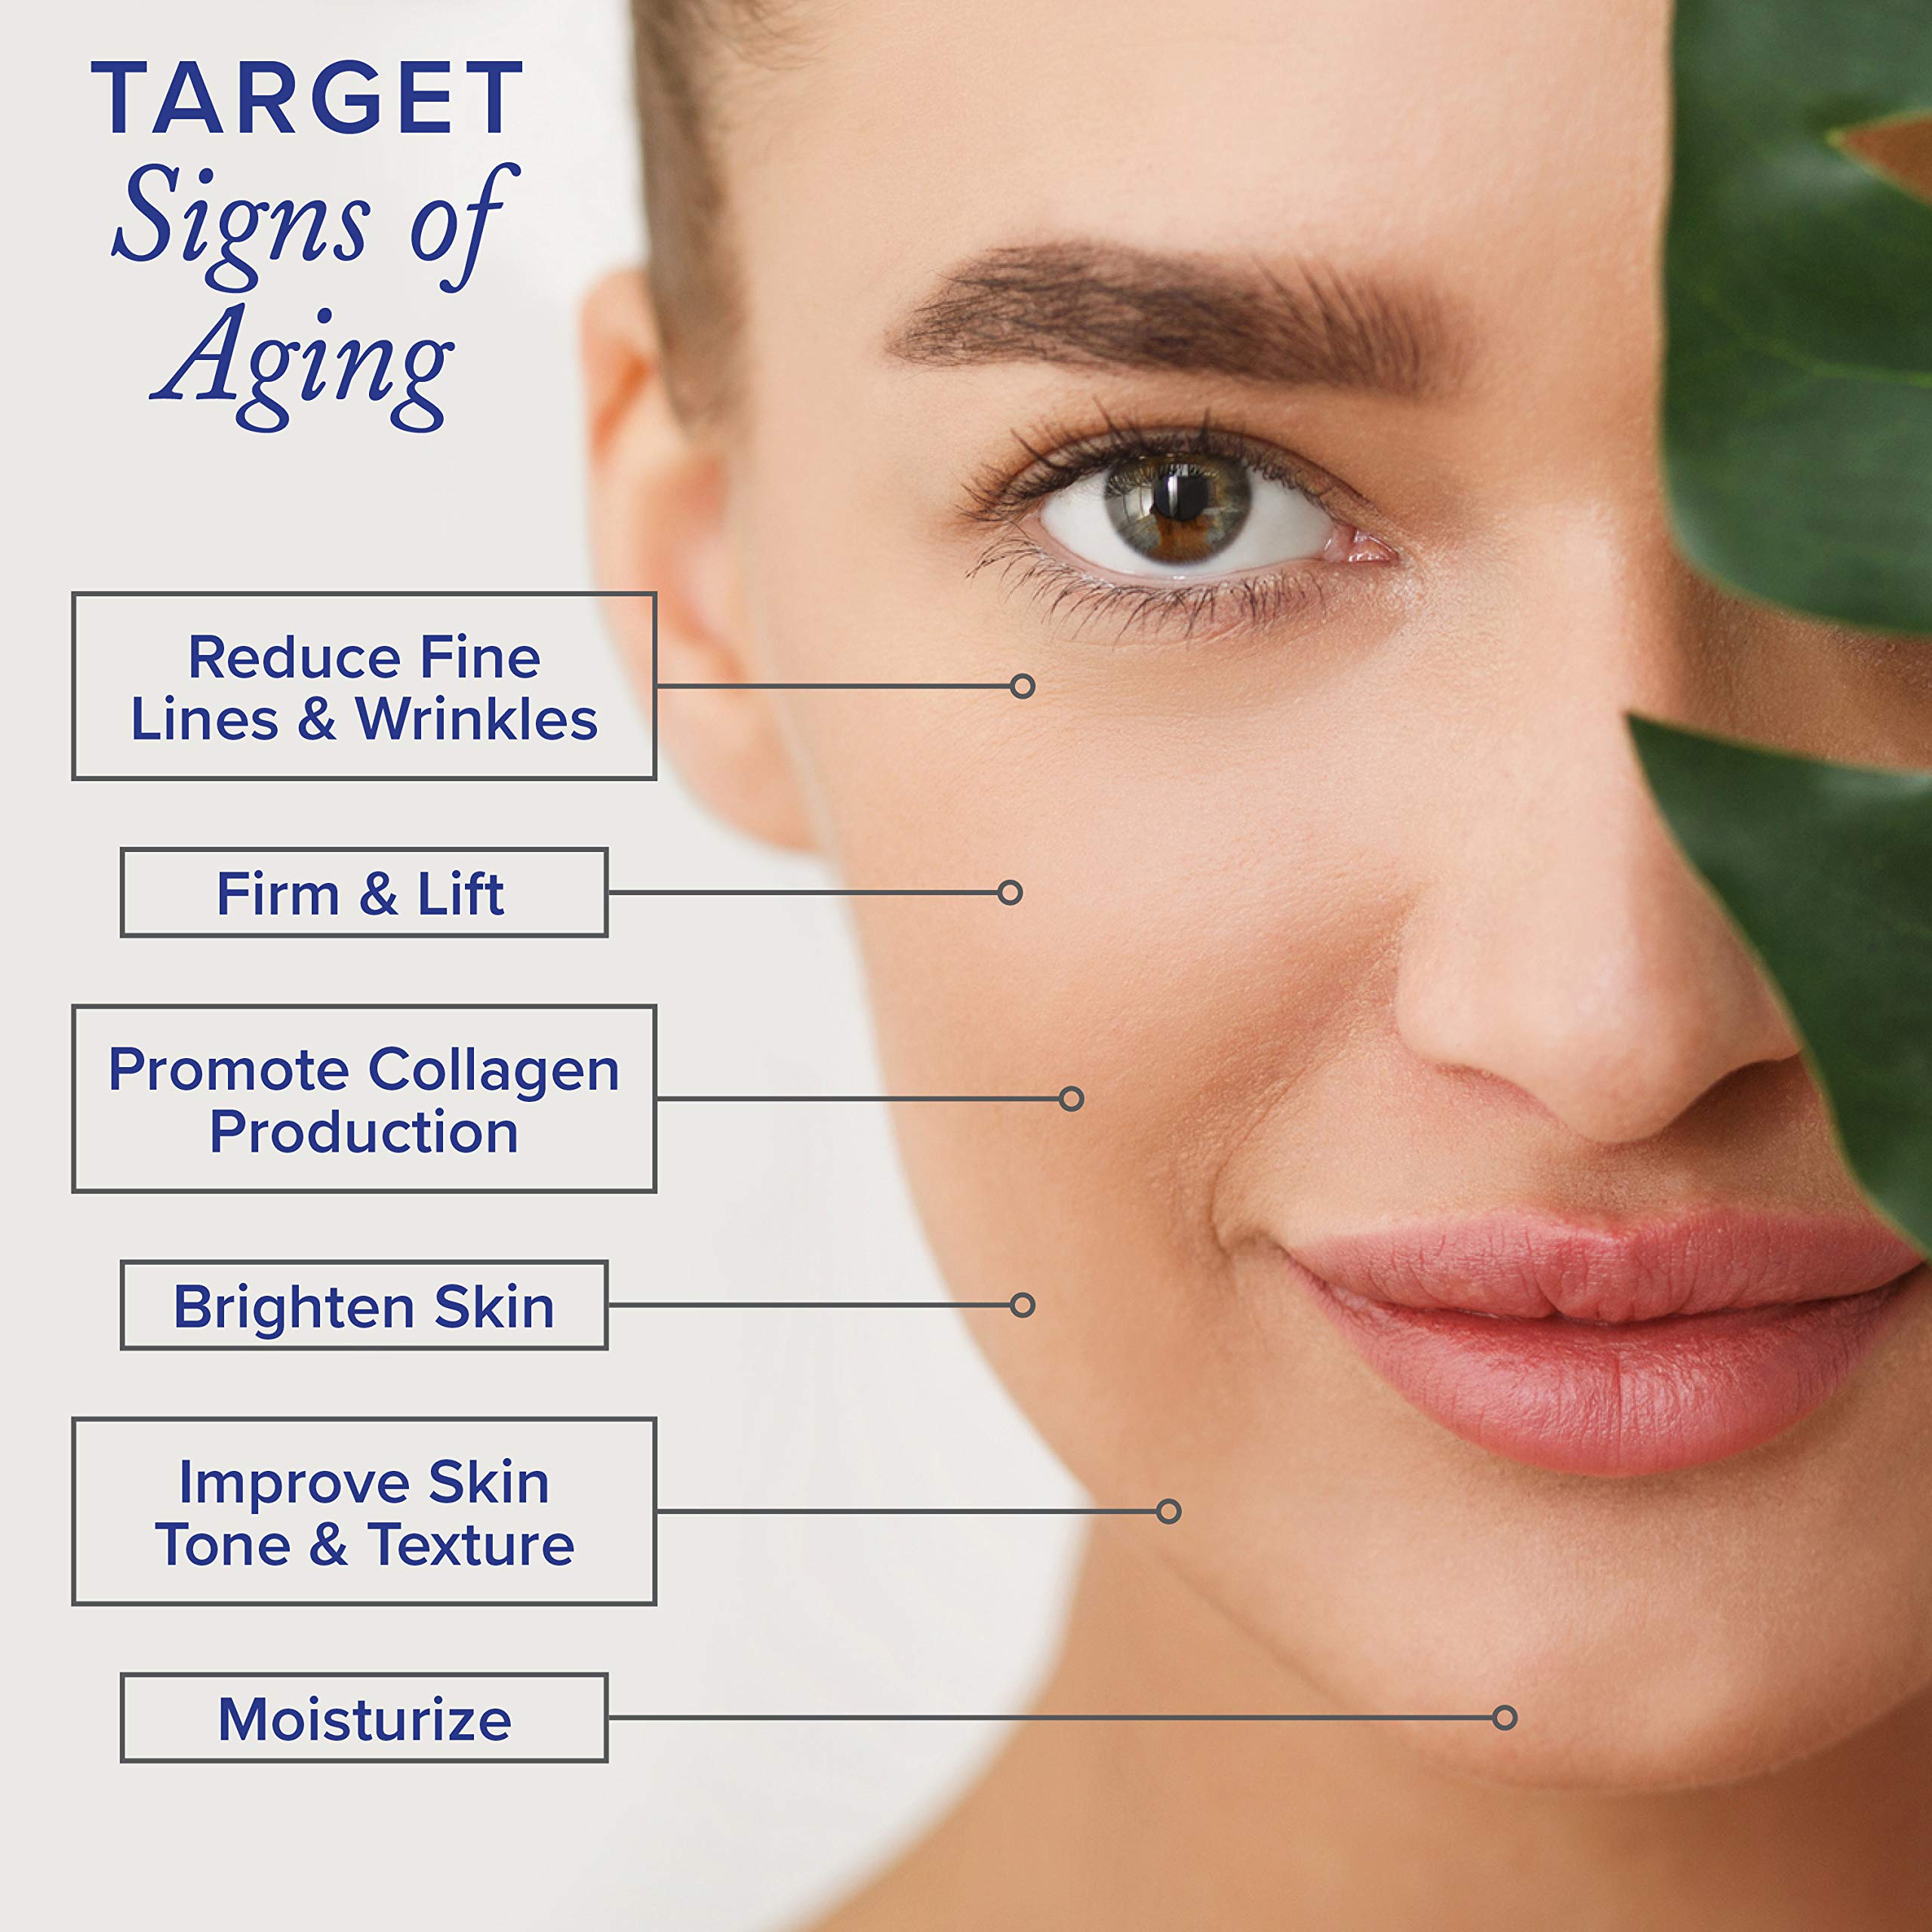 TARGET
Signs of
Aging
Reduce Fine
Lines & Wrinkles
Firm & Lift
Promote Collagen
Production
Brighten Skin
Improve Skin
Tone & Texture
Moisturize